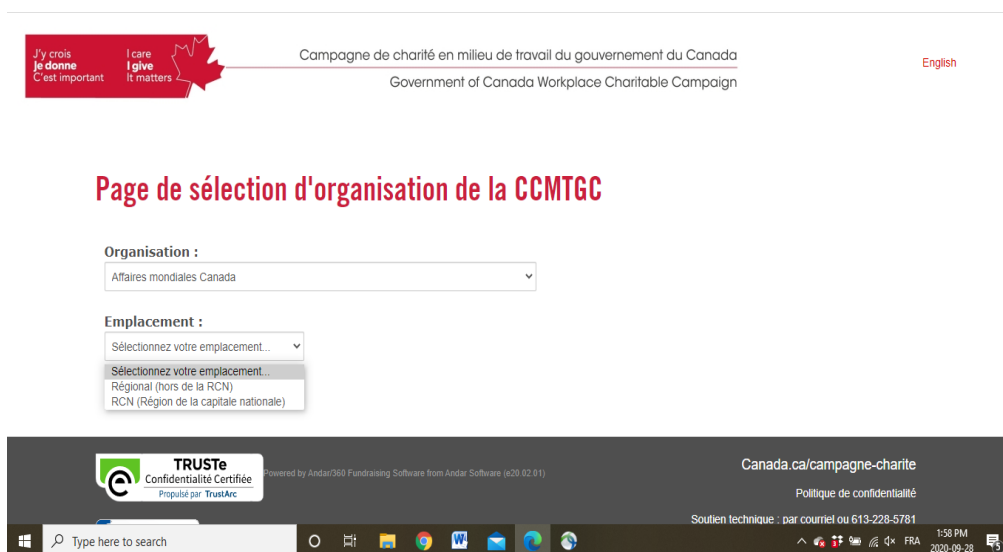 J'y crois
je donne
C'est important
I care
I give
It matters
Campagne de charité en milieu de travail du gouvernement du Canada
Government of Canada Workplace Charitable Campaign
English
Page de sélection d'organisation de la CCMTGC
Organisation :
Affaires mondiales Canada
Emplacement :
Sélectionnez votre emplacement...
Sélectionnez votre emplacement...
Régional (hors de la RCN)
RCN (Région de la capitale nationale)
TRUSTe
Confidentialité Certifiée
Propulsé par TrustArc
Powered by Andar/360 Fundraising Software from Andar Software (e20.02.01)
Canada.ca/campagne-charite
Politique de confidentialité
Soutien technique : par courriel ou 613-228-5781
Type here to search
FRA
1:58 PM
2020-09-28